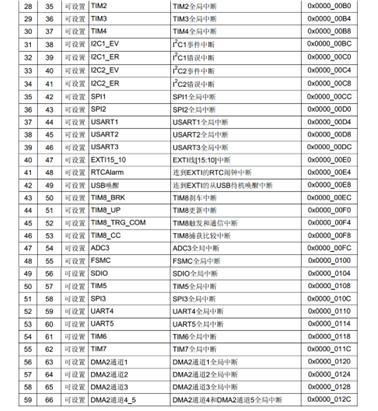 28 35 可设置 TIM2 TIM2全局中断 0x0000_00B0
29 36 可设置 TIM3 TIM3全局中断 0x0000_00B4
30 37 可设置 TIM4 TIM4全局中断 0x0000_00B8
31 38 可设置 I2C1_EV I²C1事件中断 0x0000_00BC
32 39 可设置 I2C1_ER I²C1错误中断 0x0000_00C0
33 40 可设置 I2C2_EV I²C2事件中断 0x0000_00C4
34 41 可设置 I2C2_ER I²C2错误中断 0x0000_00C8
35 42 可设置 SPI1 SPI1全局中断 0x0000_00CC
36 43 可设置 SPI2 SPI2全局中断 0x0000_00D0
37 44 可设置 USART1 USART1全局中断 0x0000_00D4
38 45 可设置 USART2 USART2全局中断 0x0000_00D8
39 46 可设置 USART3 USART3全局中断 0x0000_00DC
40 47 可设置 EXTI15_10 EXTI线[15:10]中断 0x0000_00E0
41 48 可设置 RTCAlarm 连到EXTI的RTC闹钟中断 0x0000_00E4
42 49 可设置 USB唤醒 连到EXTI的从USB待机唤醒中断 0x0000_00E8
43 50 可设置 TIM8_BRK TIM8刹车中断 0x0000_00EC
44 51 可设置 TIM8_UP TIM8更新中断 0x0000_00F0
45 52 可设置 TIM8_TRG_COM TIM8触发和通信中断 0x0000_00F4
46 53 可设置 TIM8_CC TIM8捕获比较中断 0x0000_00F8
47 54 可设置 ADC3 ADC3全局中断 0x0000_00FC
48 55 可设置 FSMC FSMC全局中断 0x0000_0100
49 56 可设置 SDIO SDIO全局中断 0x0000_0104
50 57 可设置 TIM5 TIM5全局中断 0x0000_0108
51 58 可设置 SPI3 SPI3全局中断 0x0000_010C
52 59 可设置 UART4 UART4全局中断 0x0000_0110
53 60 可设置 UART5 UART5全局中断 0x0000_0114
54 61 可设置 TIM6 TIM6全局中断 0x0000_0118
55 62 可设置 TIM7 TIM7全局中断 0x0000_011C
56 63 可设置 DMA2通道1 DMA2通道1全局中断 0x0000_0120
57 64 可设置 DMA2通道2 DMA2通道2全局中断 0x0000_0124
58 65 可设置 DMA2通道3 DMA2通道3全局中断 0x0000_0128
59 66 可设置 DMA2通道4_5 DMA2通道4和DMA2通道5全局中断 0x0000_012C